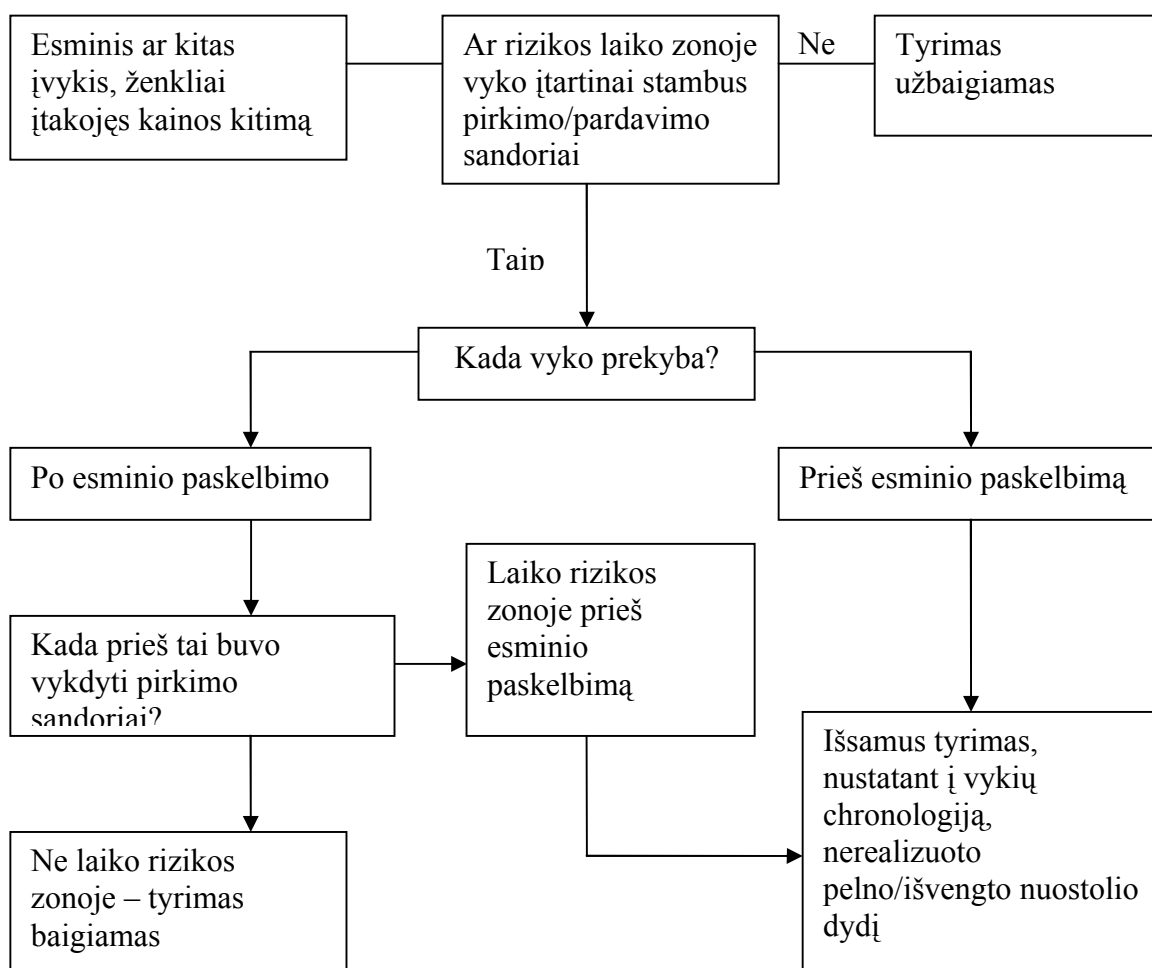 Esminis ar kitas
įvykis, ženkliai
įtakojęs kainos kitimą
Ar rizikos laiko zonoje
vyko įtartinai stambus
pirkimo/pardavimo
sandoriai
Ne
Tyrimas
užbaigiamas
Taip
Kada vyko prekyba?
Po esminio paskelbimo
Prieš esminio paskelbimą
Kada prieš tai buvo
vykdyti pirkimo
sandoriai?
Laiko rizikos
zonoje prieš
esminio
paskelbimą
Ne laiko rizikos
zonoje – tyrimas
baigiamas
Išsamus tyrimas,
nustatant į vykių
chronologiją,
nerealizuoto
pelno/išvengto nuostolio
dydį